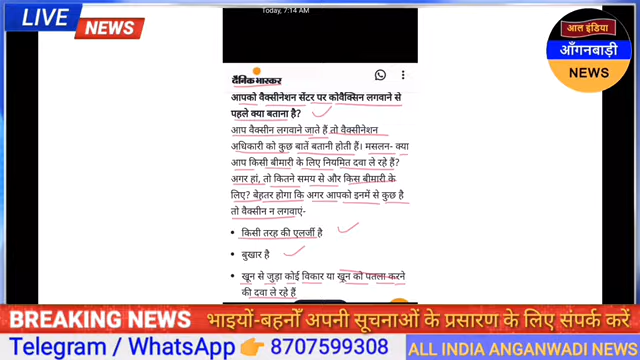 Today, 7:14 AM
LIVE
NEWS
आल इंडिया
आँगनबाड़ी
NEWS
दैनिक भास्कर
आपको वैक्सीनेशन सेंटर पर कोवैक्सिन लगवाने से
पहले क्या बताना है?
आप वैक्सीन लगवाने जाते हैं तो वैक्सीनेशन
अधिकारी को कुछ बातें बतानी होती हैं। मसलन- क्या
आप किसी बीमारी के लिए नियमित दवा ले रहे हैं?
अगर हां, तो कितने समय से और किस बीमारी के
लिए? बेहतर होगा कि अगर आपको इनमें से कुछ है
तो वैक्सीन न लगवाएं-
• किसी तरह की एलर्जी है
• बुखार है
• खून से जुड़ा कोई विकार या खून को पतला करने
की दवा ले रहे हैं
BREAKING NEWS
भाइयों-बहनोँ अपनी सूचनाओं के प्रसारण के लिए संपर्क करें
Telegram / WhatsApp 👉 8707599308
ALL INDIA ANGANWADI NEWS